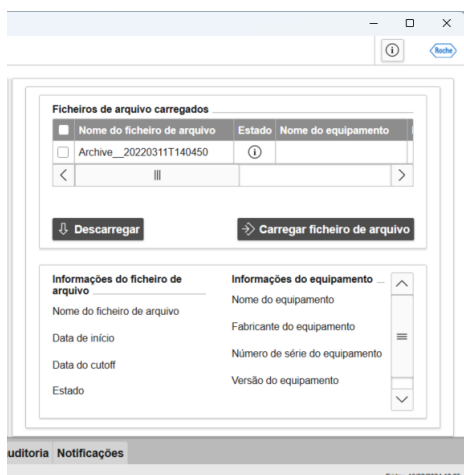 Roche
Ficheiros de arquivo carregados
Nome do ficheiro de arquivo Estado Nome do equipamento
Archive__20220311T140450
Descarregar Carregar ficheiro de arquivo
Informações do ficheiro de arquivo
Nome do ficheiro de arquivo
Data de início
Data do cutoff
Estado
Informações do equipamento
Nome do equipamento
Fabricante do equipamento
Número de série do equipamento
Versão do equipamento
Notificações